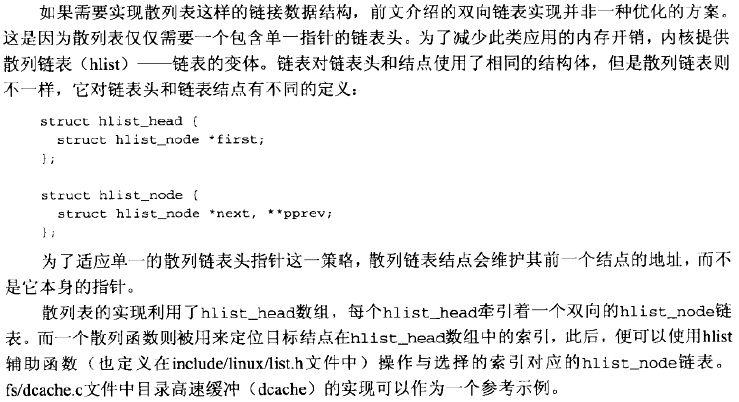 如果需要实现散列表这样的链接数据结构，前文介绍的双向链表实现并非一种优化的方案。
这是因为散列表仅仅需要一个包含单一指针的链表头。为了减少此类应用的内存开销，内核提供
散列链表（hlist）——链表的变体。链表对链表头和结点使用了相同的结构体，但是散列链表则
不一样，它对链表头和链表结点有不同的定义：
struct hlist_head {
struct hlist_node *first;
};
struct hlist_node {
struct hlist_node *next, **pprev;
};
为了适应单一的散列链表头指针这一策略，散列链表结点会维护其前一个结点的地址，而不
是它本身的指针。
散列表的实现利用了hlist_head数组，每个hlist_head牵引着一个双向的hlist_node链
表。而一个散列函数则被用来定位目标结点在hlist_head数组中的索引，此后，便可以使用hlist
辅助函数（也定义在include/linux/list.h文件中）操作与选择的索引对应的hlist_node链表。
fs/dcache.c文件中目录高速缓冲（dcache）的实现可以作为一个参考示例。